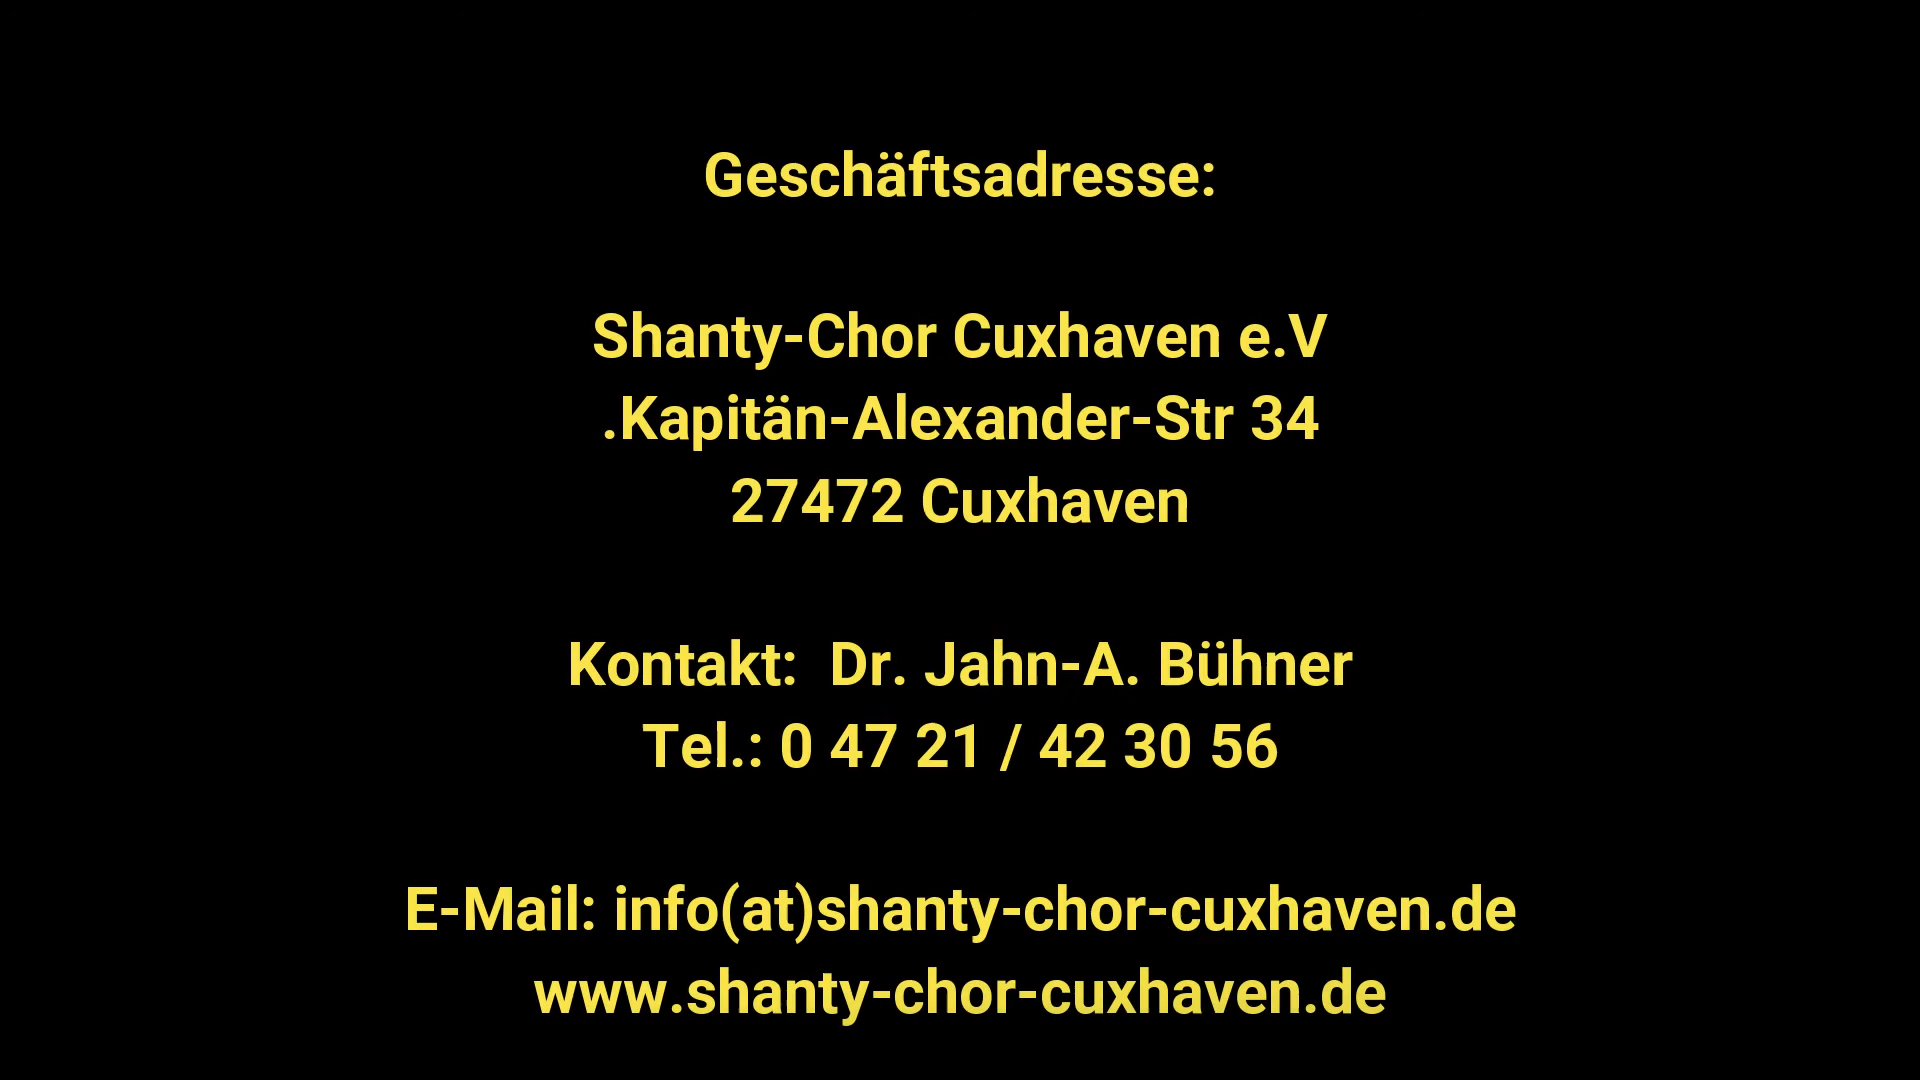 Geschäftsadresse:
Shanty-Chor Cuxhaven e.V
.Kapitän-Alexander-Str 34
27472 Cuxhaven
Kontakt:  Dr. Jahn-A. Bühner
Tel.: 0 47 21 / 42 30 56
E-Mail: info(at)shanty-chor-cuxhaven.de
www.shanty-chor-cuxhaven.de